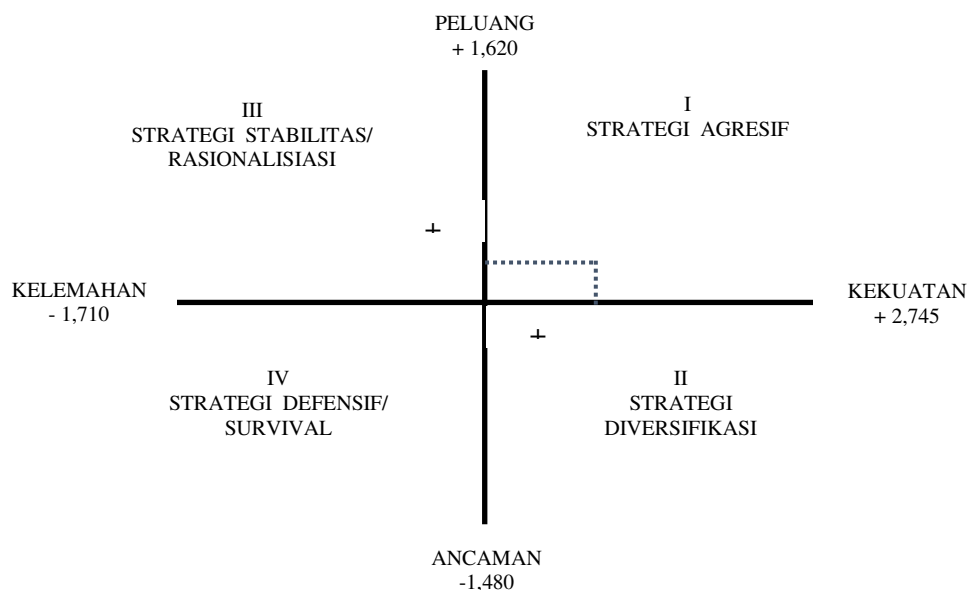 PELUANG
+ 1,620
III
STRATEGI STABILITAS/
RASIONALISIASI
I
STRATEGI AGRESIF
KELEMAHAN
- 1,710
KEKUATAN
+ 2,745
IV
STRATEGI DEFENSIF/
SURVIVAL
II
STRATEGI
DIVERSIFIKASI
ANCAMAN
-1,480